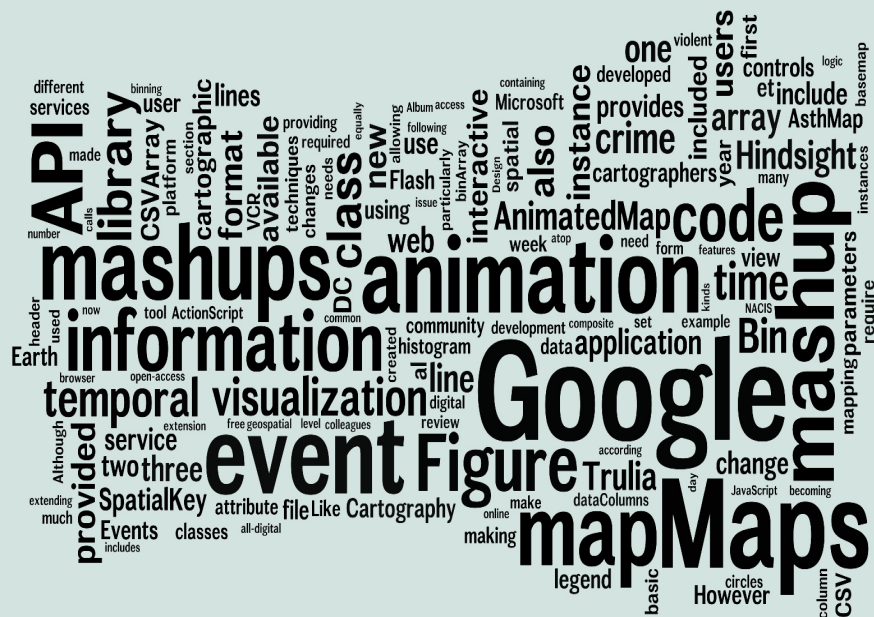 different
services
binning
user
lines
API
made
calls
number
library
CSVArray
platform
section
cartographic
format
VCR
available
providing
required
techniques
changes
needs
class
equally
new
allowing
Album
access
following
use
Flash
issue
using
particularly
binArray
interactive
containing
Microsoft
Design
spatial
also
instance
one
violent
developed
provides
crime
cartographers
included
users
first
controls
logic
et
include
basemap
array
AsthMap
year
Hindsight
many
instances
mashups
DC
web
animation
AnimatedMap
week
atop
need
form
features
code
view
time
kinds
mashup
parameters
mapping
require
NACIS
header
used
now
tool
ActionScript
common
Earth
information
created
community
histogram
development
composite
set
example
data
application
Bin
browser
open-access
temporal
visualization
al
line
digital
review
Google
extension
free
geospatial
level
colleagues
Although
provided
service
two
three
event
Figure
according
Trulia
day
change
JavaScript
becoming
extending
much
SpatialKey
attribute
file
Like
Cartography
online
make
making
dataColumns
map
Maps
Events
includes
classes
all-digital
legend
basic
circles
However
column
CSV